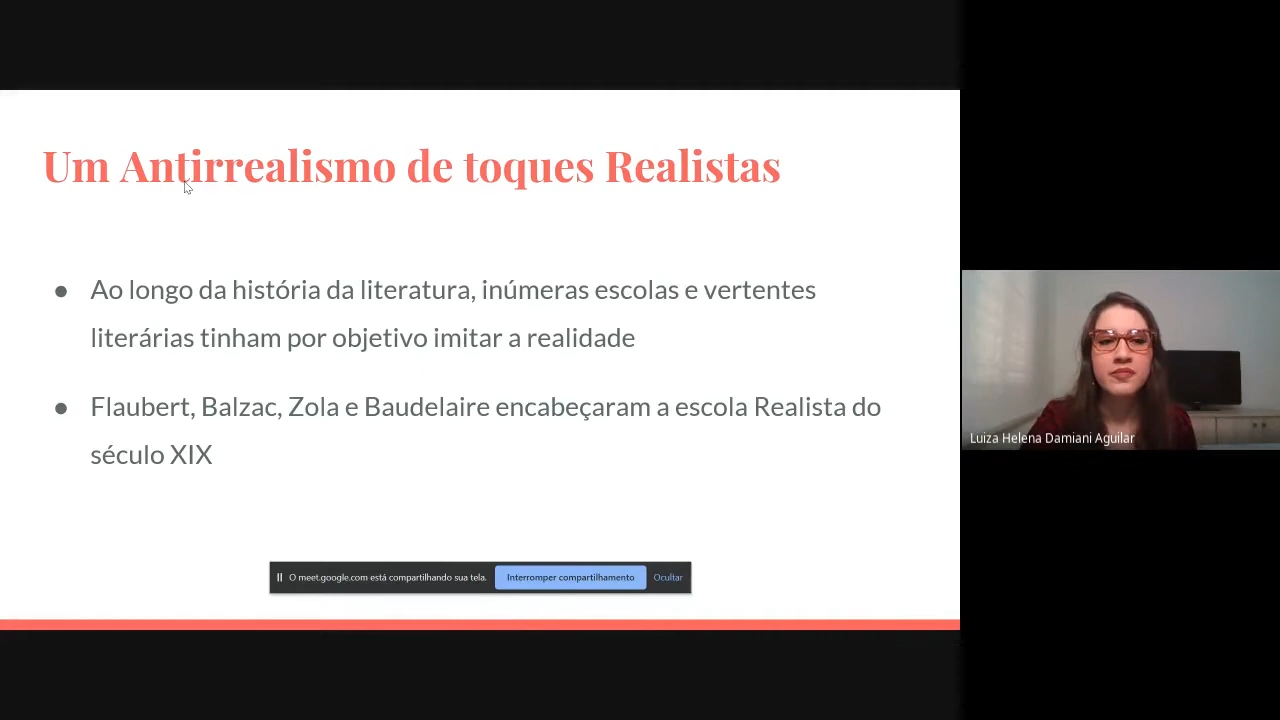 Um Antirrealismo de toques Realistas
● Ao longo da história da literatura, inúmeras escolas e vertentes
literárias tinham por objetivo imitar a realidade
● Flaubert, Balzac, Zola e Baudelaire encabeçaram a escola Realista do
século XIX
O meet.google.com está compartilhando sua tela. Interromper compartilhamento Ocultar
Luiza Helena Damiani Aguilar